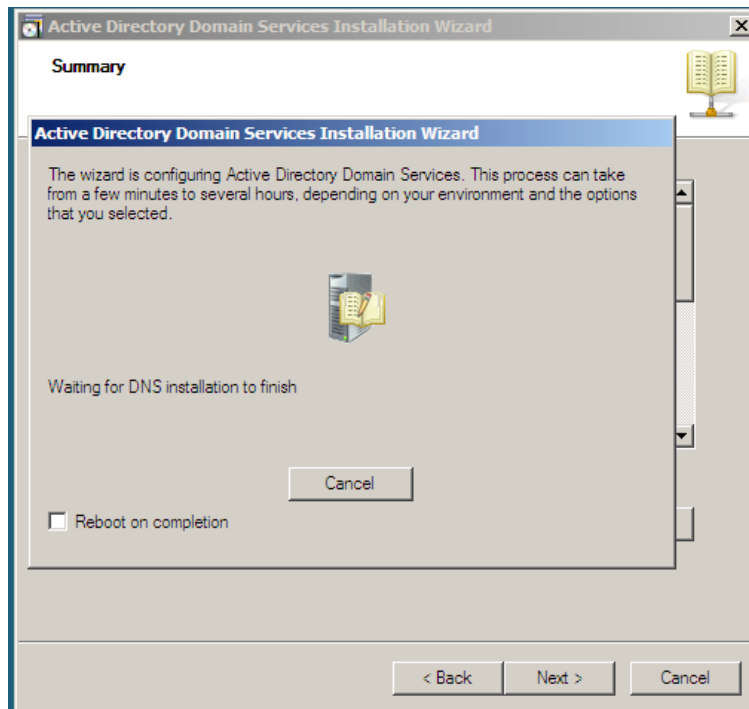 Active Directory Domain Services Installation Wizard
Summary
Active Directory Domain Services Installation Wizard
The wizard is configuring Active Directory Domain Services. This process can take
from a few minutes to several hours, depending on your environment and the options
that you selected.
Waiting for DNS installation to finish
Cancel
Reboot on completion
< Back Next > Cancel